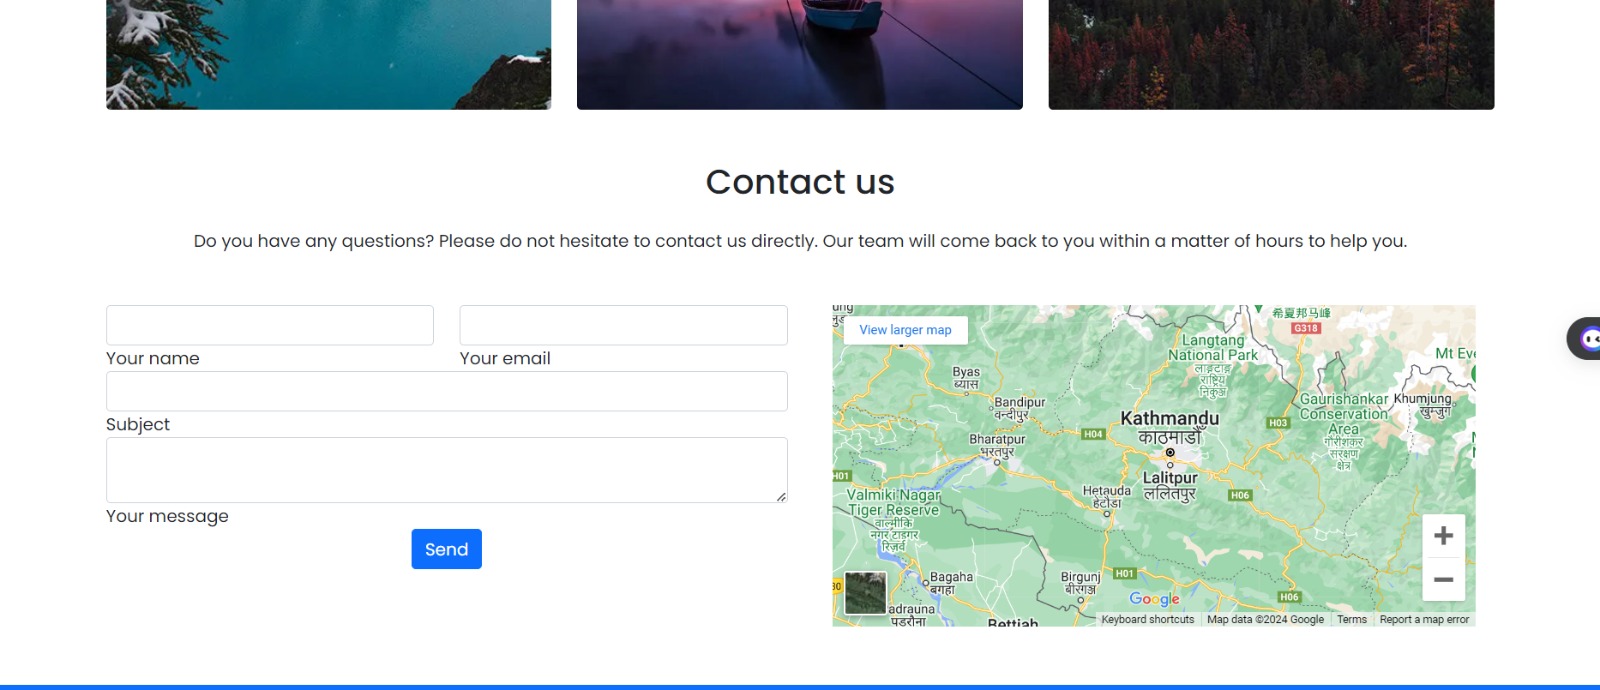 Contact us
Do you have any questions? Please do not hesitate to contact us directly. Our team will come back to you within a matter of hours to help you.
Your name
Your email
Subject
Your message
Send
View larger map
希夏邦马峰
G318
Langtang
National Park
लाङटाङ
राष्ट्रिय
निकुञ्ज
Mt Eve
Byas
ब्यास
Bandipur
वन्दीपुर
Gaurishankar
Conservation
Area
गौरीशंकर
संरक्षण
क्षेत्र
Khumjung
खुम्जुङ
Kathmandu
काठमाडौँ
H04
H03
Bharatpur
भरतपुर
H01
Lalitpur
ललितपुर
Hetauda
हेटौंडा
H06
Valmiki Nagar
Tiger Reserve
वाल्मीकि
नगर टाइगर
रिज़र्व
Bagaha
बगहा
Birgunj
बीरगञ्ज
H01
H06
adrauna
पडरौना
Bettiah
Google
Keyboard shortcuts
Map data ©2024 Google
Terms
Report a map error